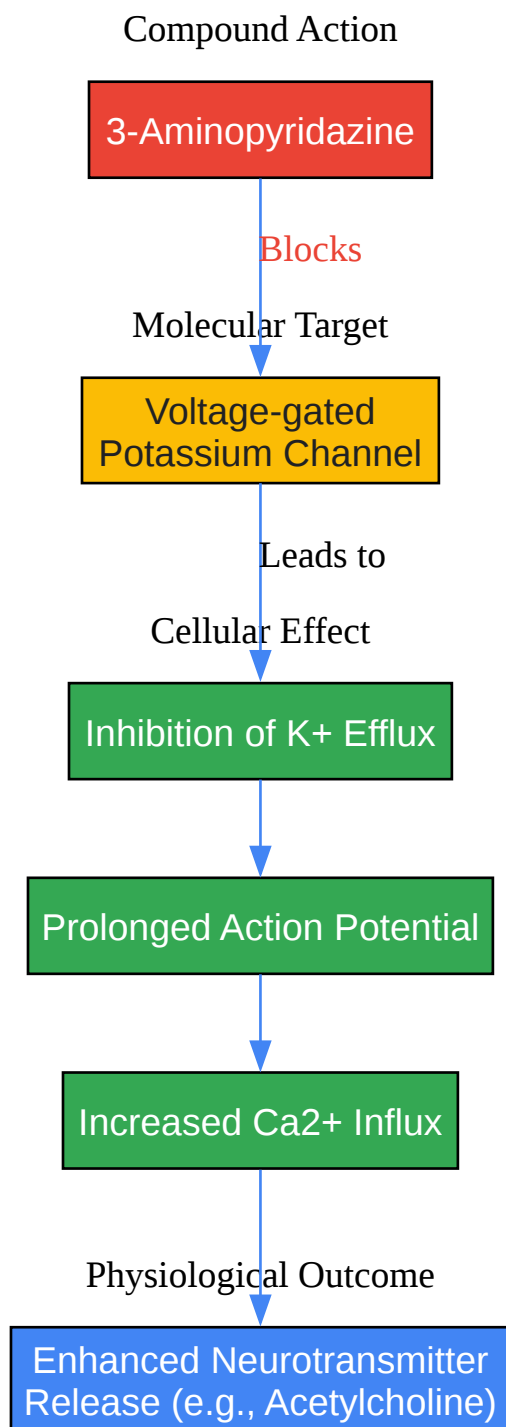 Compound Action
3-Aminopyridazine
Blocks
Molecular Target
Voltage-gated
Potassium Channel
Leads to
Cellular Effect
Inhibition of K+ Efflux
Prolonged Action Potential
Increased Ca2+ Influx
Physiological Outcome
Enhanced Neurotransmitter
Release (e.g., Acetylcholine)